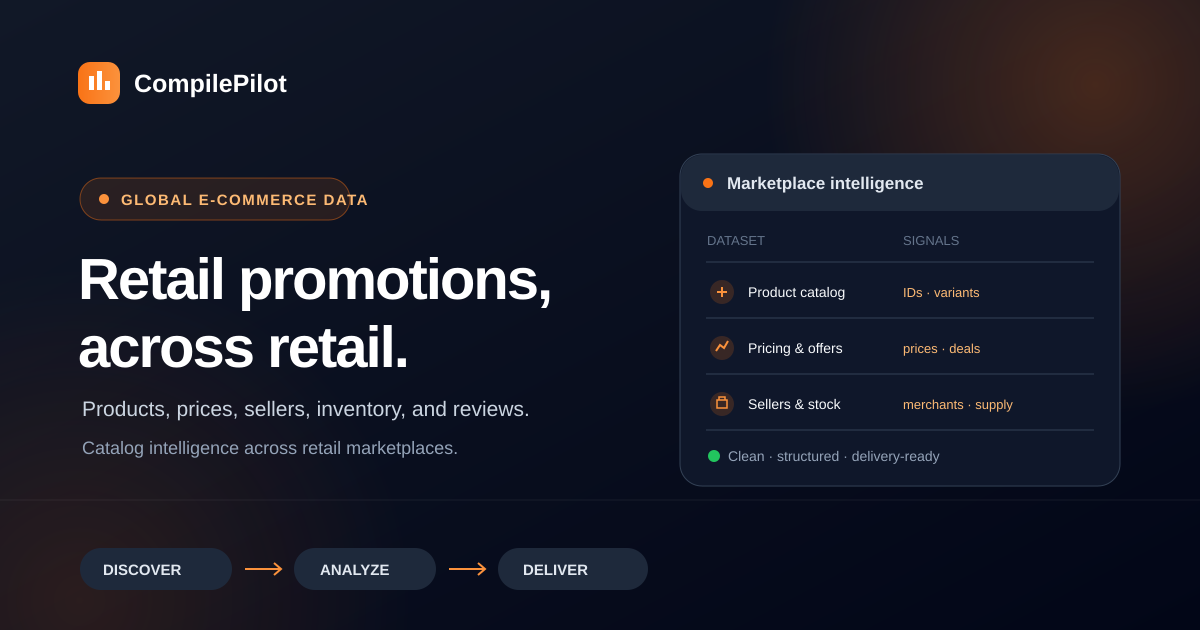 CompilePilot
GLOBAL E-COMMERCE DATA
Retail promotions,
across retail.
Products, prices, sellers, inventory, and reviews.
Catalog intelligence across retail marketplaces.
Marketplace intelligence
DATASET SIGNALS
Product catalog IDs · variants
Pricing & offers prices · deals
Sellers & stock merchants · supply
Clean · structured · delivery-ready
DISCOVER ANALYZE DELIVER